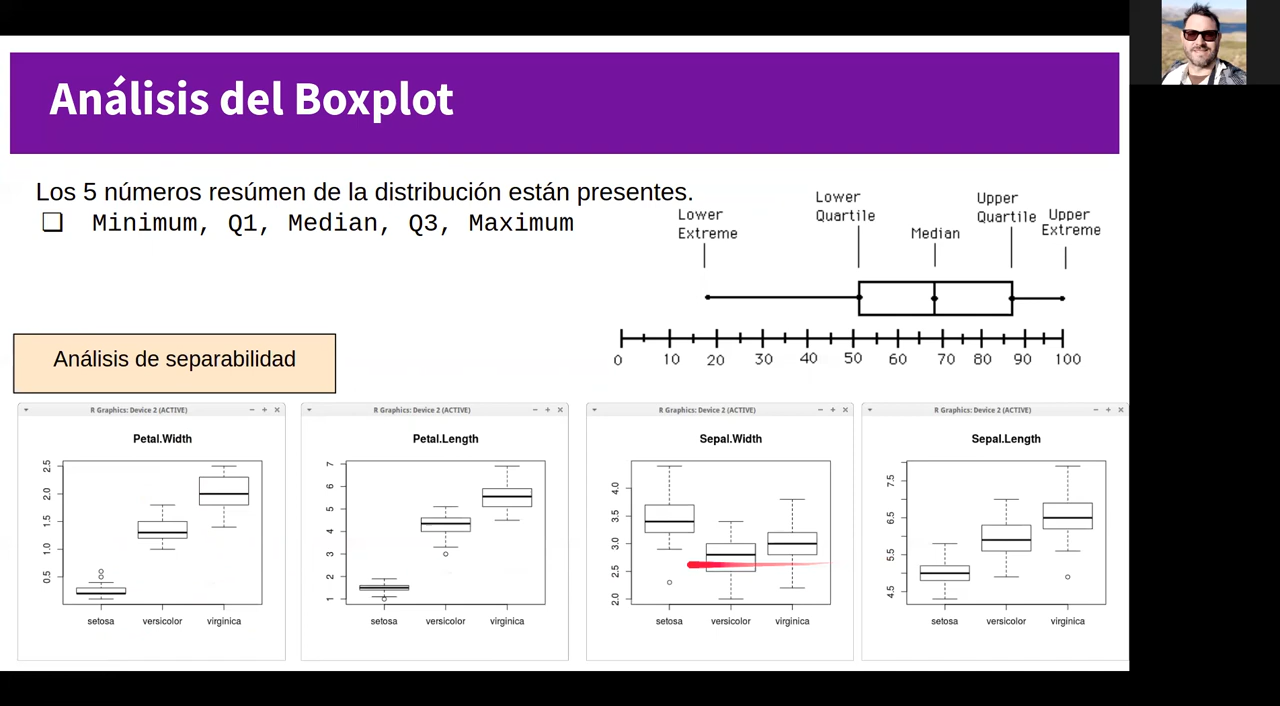 Análisis del Boxplot
Los 5 números resúmen de la distribución están presentes.
❑ Minimum, Q1, Median, Q3, Maximum
Lower
Extreme
Lower
Quartile
Median
Upper
Quartile
Upper
Extreme
0 10 20 30 40 50 60 70 80 90 100
Análisis de separabilidad
R Graphics: Device 2 (ACTIVE)
Petal.Width
2.5
2.0
1.5
1.0
0.5
setosa versicolor virginica
R Graphics: Device 2 (ACTIVE)
Petal.Length
7
6
5
4
3
2
1
setosa versicolor virginica
R Graphics: Device 2 (ACTIVE)
Sepal.Width
4.0
3.5
3.0
2.5
2.0
setosa versicolor virginica
R Graphics: Device 2 (ACTIVE)
Sepal.Length
7.5
6.5
5.5
4.5
setosa versicolor virginica